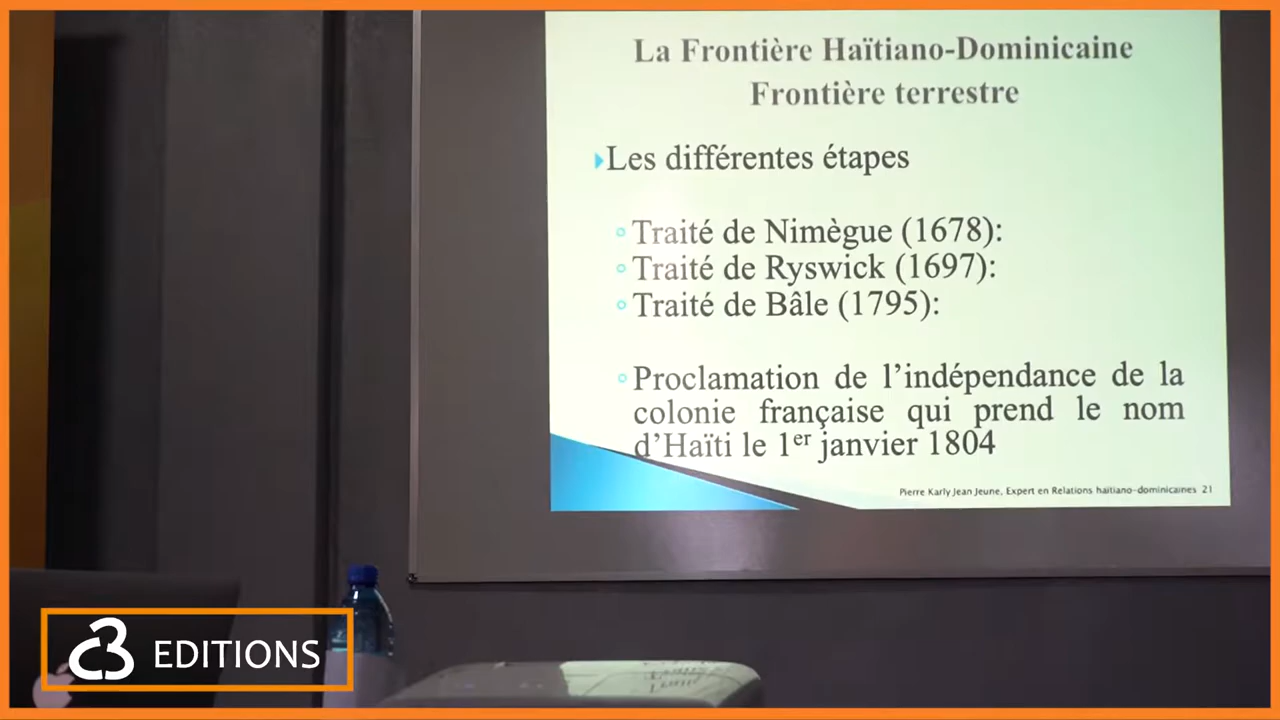 La Frontière Haïtiano-Dominicaine
Frontière terrestre
Les différentes étapes
Traité de Nimègue (1678):
Traité de Ryswick (1697):
Traité de Bâle (1795):
Proclamation de l’indépendance de la
colonie française qui prend le nom
d’Haïti le 1er janvier 1804
Pierre Karly Jean Jeune, Expert en Relations haïtiano-dominicaines 21
C3 EDITIONS